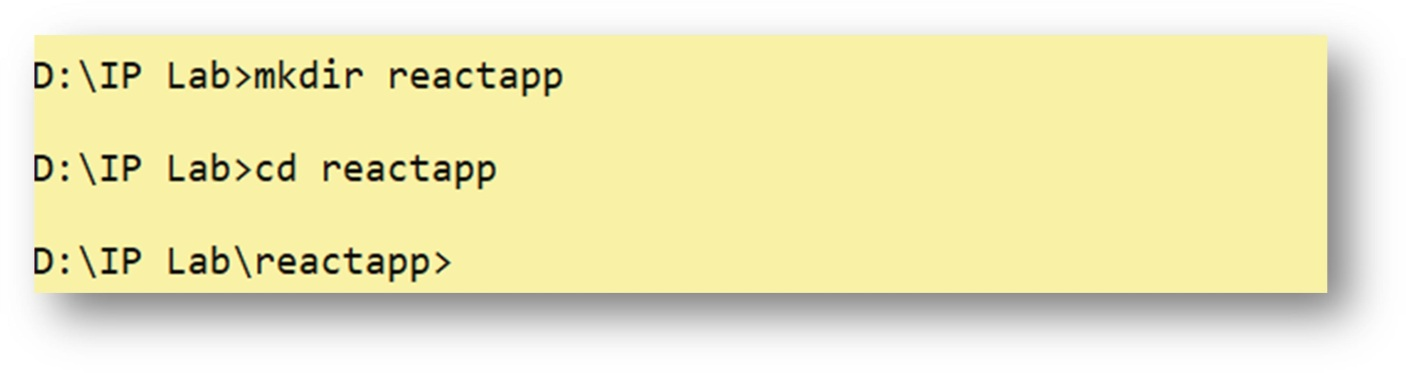 D:\IP Lab>mkdir reactapp
D:\IP Lab>cd reactapp
D:\IP Lab\reactapp>